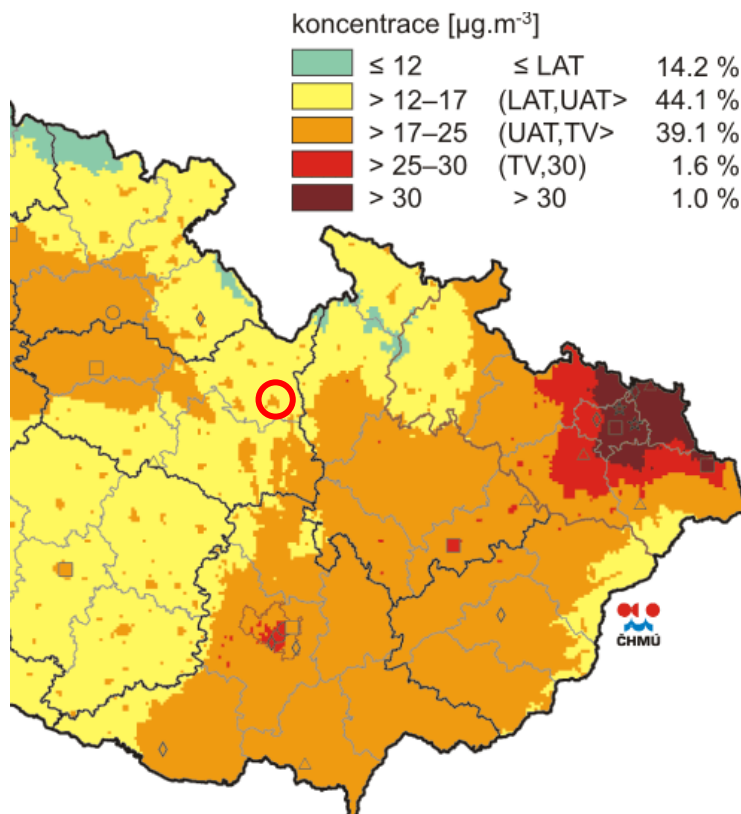 koncentrace [µg.m⁻³]
≤ 12 ≤ LAT 14.2 %
> 12–17 (LAT,UAT> 44.1 %
> 17–25 (UAT,TV> 39.1 %
> 25–30 (TV,30) 1.6 %
> 30 > 30 1.0 %
ČHMÚ